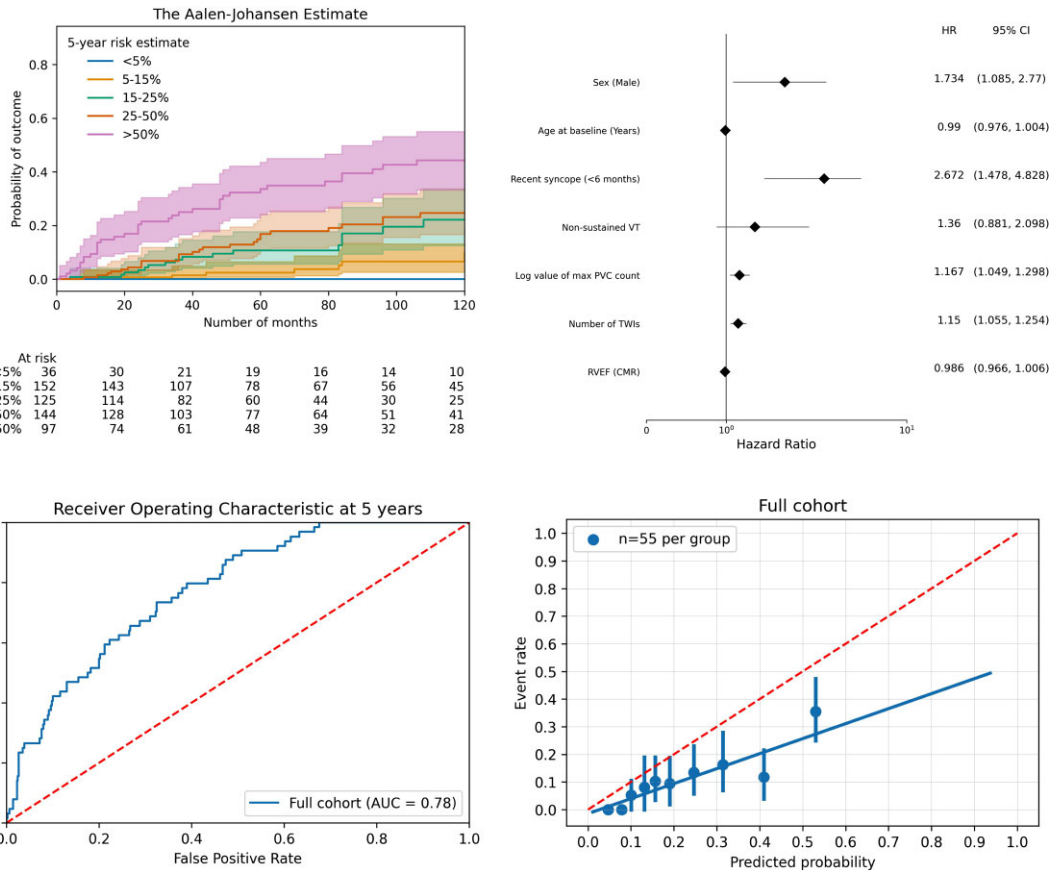 The Aalen-Johansen Estimate
5-year risk estimate
<5%
5-15%
15-25%
25-50%
>50%
Probability of outcome
0.8
0.6
0.4
0.2
0.0
0 20 40 60 80 100 120
Number of months
At risk
<5% 36 30 21 19 16 14 10
15% 152 143 107 78 67 56 45
25% 125 114 82 60 44 30 25
50% 144 128 103 77 64 51 41
50% 97 74 61 48 39 32 28
HR 95% CI
Sex (Male) 1.734 (1.085, 2.77)
Age at baseline (Years) 0.99 (0.976, 1.004)
Recent syncope (<6 months) 2.672 (1.478, 4.828)
Non-sustained VT 1.36 (0.881, 2.098)
Log value of max PVC count 1.167 (1.049, 1.298)
Number of TWIs 1.15 (1.055, 1.254)
RVEF (CMR) 0.986 (0.966, 1.006)
0 10⁰ 10¹
Hazard Ratio
Receiver Operating Characteristic at 5 years
Full cohort (AUC = 0.78)
0.0 0.2 0.4 0.6 0.8 1.0
False Positive Rate
Full cohort
n=55 per group
Event rate
1.0
0.9
0.8
0.7
0.6
0.5
0.4
0.3
0.2
0.1
0.0
0.0 0.1 0.2 0.3 0.4 0.5 0.6 0.7 0.8 0.9 1.0
Predicted probability